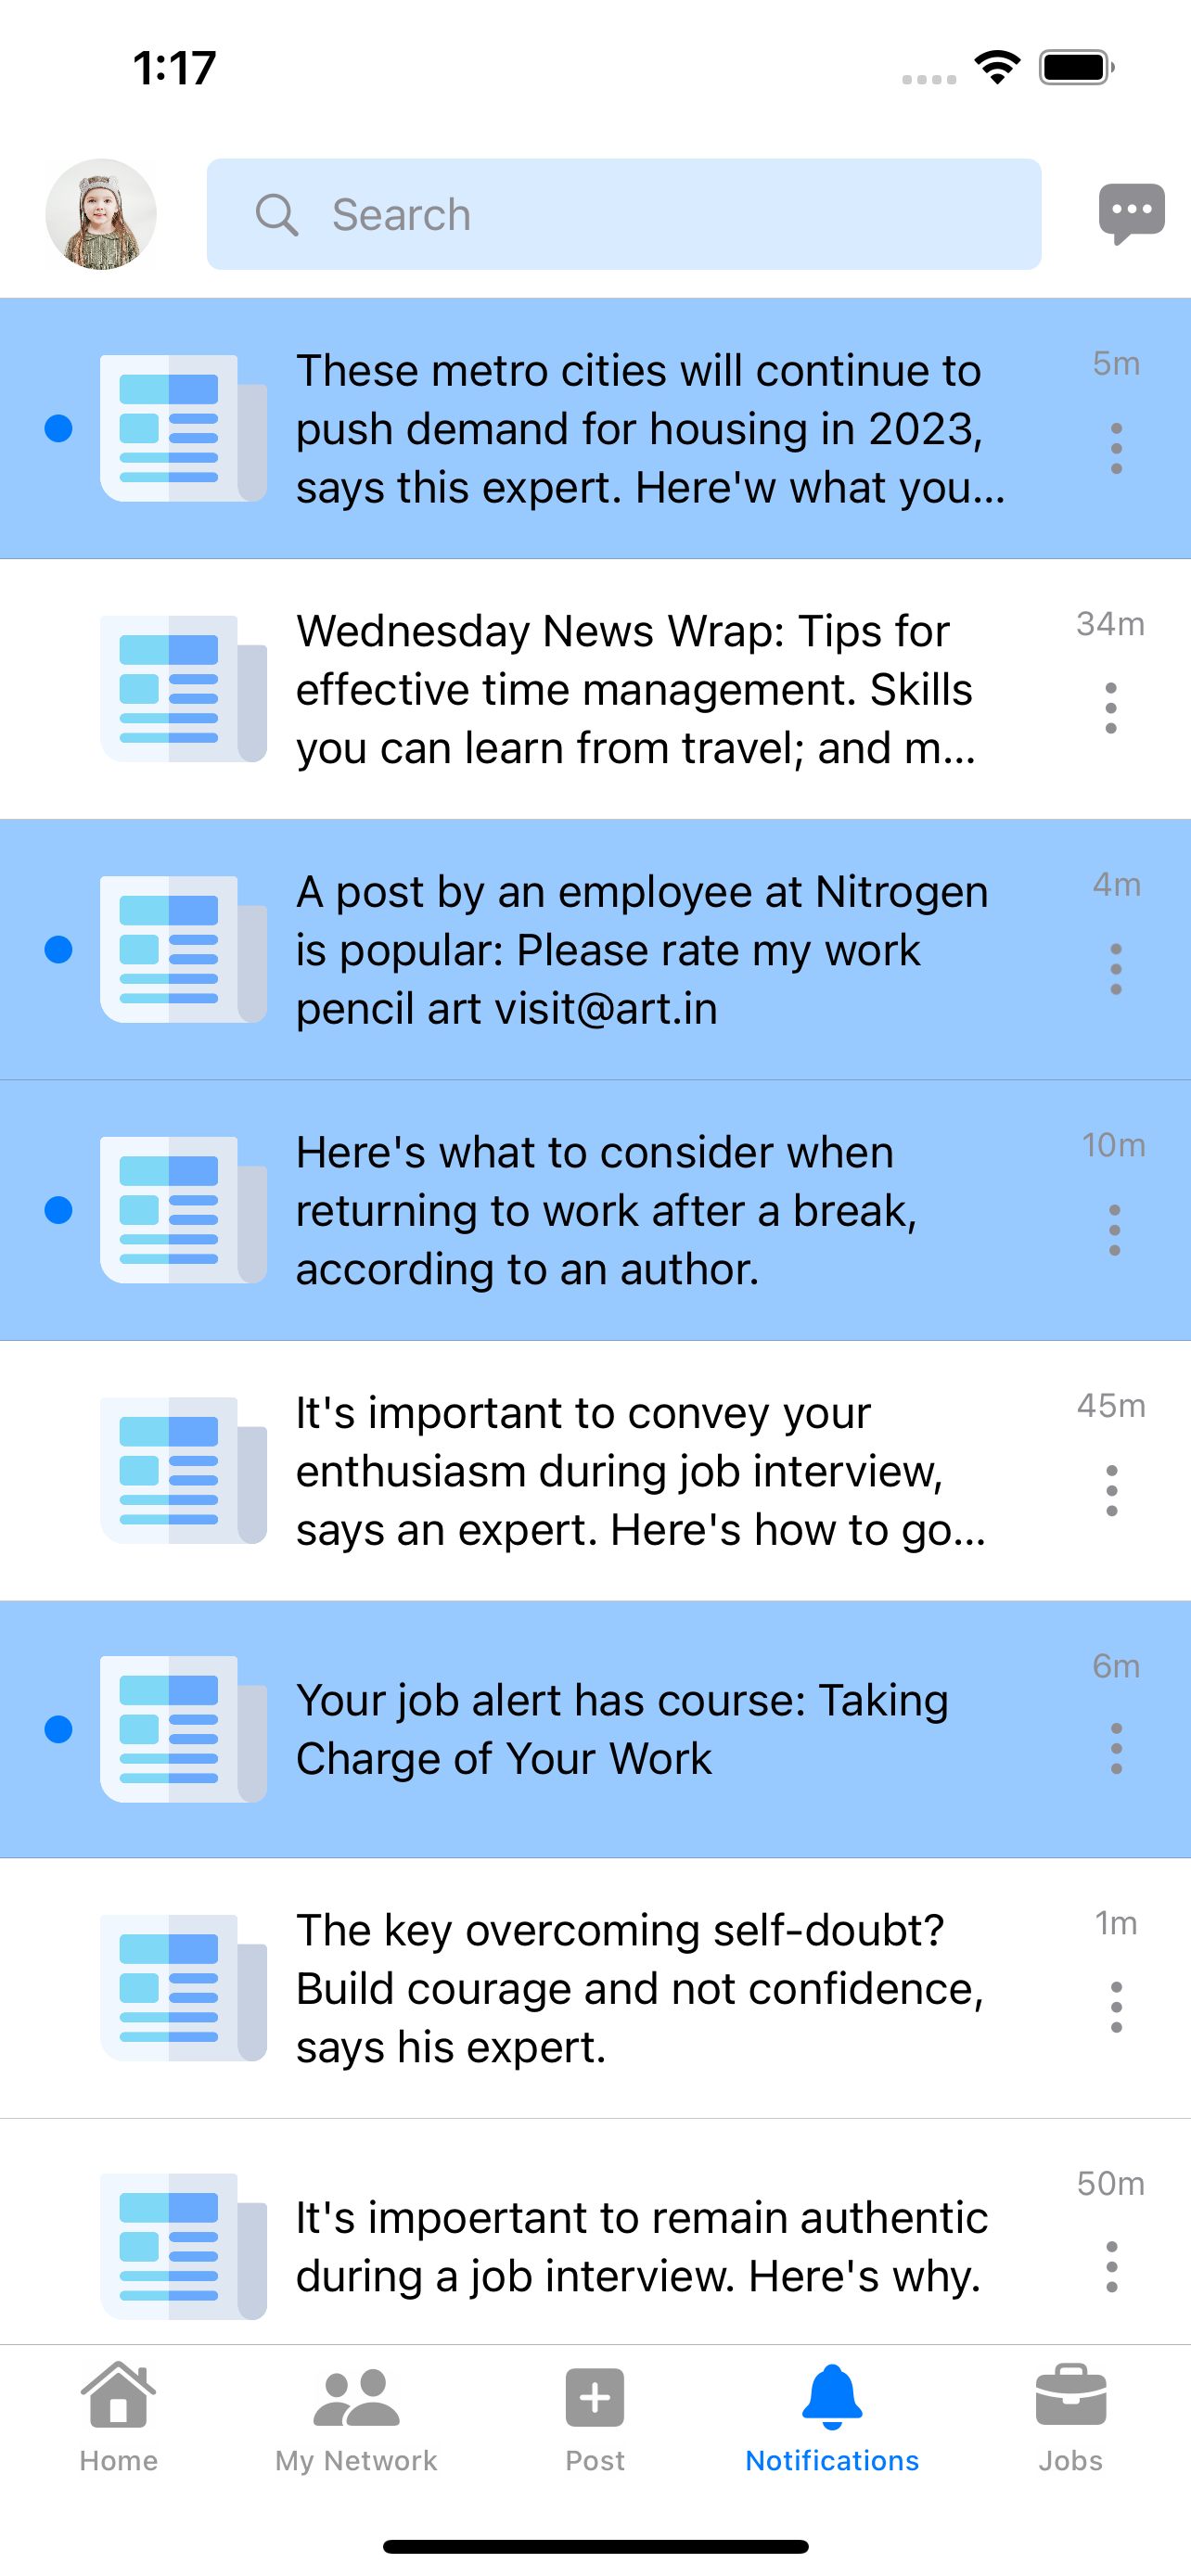 1:17
Search
These metro cities will continue to
push demand for housing in 2023,
says this expert. Here'w what you...
5m
Wednesday News Wrap: Tips for
effective time management. Skills
you can learn from travel; and m...
34m
A post by an employee at Nitrogen
is popular: Please rate my work
pencil art visit@art.in
4m
Here's what to consider when
returning to work after a break,
according to an author.
10m
It's important to convey your
enthusiasm during job interview,
says an expert. Here's how to go...
45m
Your job alert has course: Taking
Charge of Your Work
6m
The key overcoming self-doubt?
Build courage and not confidence,
says his expert.
1m
It's impoertant to remain authentic
during a job interview. Here's why.
50m
Home
My Network
Post
Notifications
Jobs